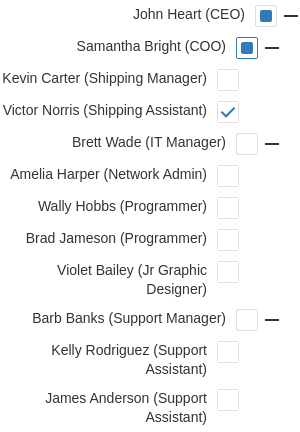 John Heart (CEO)
Samantha Bright (COO)
Kevin Carter (Shipping Manager)
Victor Norris (Shipping Assistant)
Brett Wade (IT Manager)
Amelia Harper (Network Admin)
Wally Hobbs (Programmer)
Brad Jameson (Programmer)
Violet Bailey (Jr Graphic
Designer)
Barb Banks (Support Manager)
Kelly Rodriguez (Support
Assistant)
James Anderson (Support
Assistant)